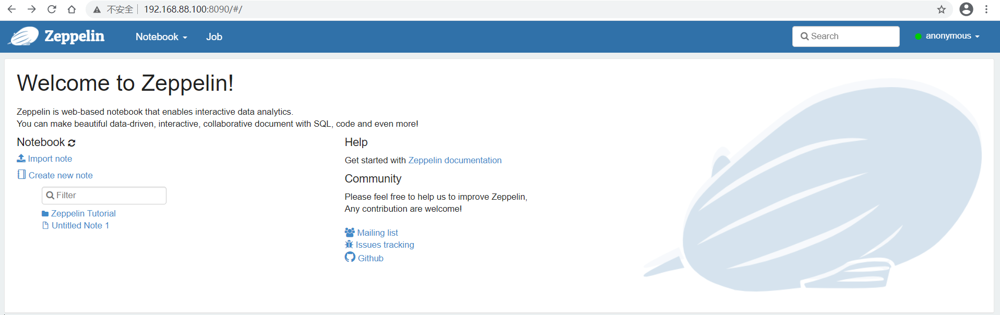 不安全 192.168.88.100:8090/#/
Zeppelin Notebook Job Search anonymous
Welcome to Zeppelin!
Zeppelin is web-based notebook that enables interactive data analytics.
You can make beautiful data-driven, interactive, collaborative document with SQL, code and even more!
Notebook
Import note
Create new note
Filter
Zeppelin Tutorial
Untitled Note 1
Help
Get started with Zeppelin documentation
Community
Please feel free to help us to improve Zeppelin,
Any contribution are welcome!
Mailing list
Issues tracking
Github